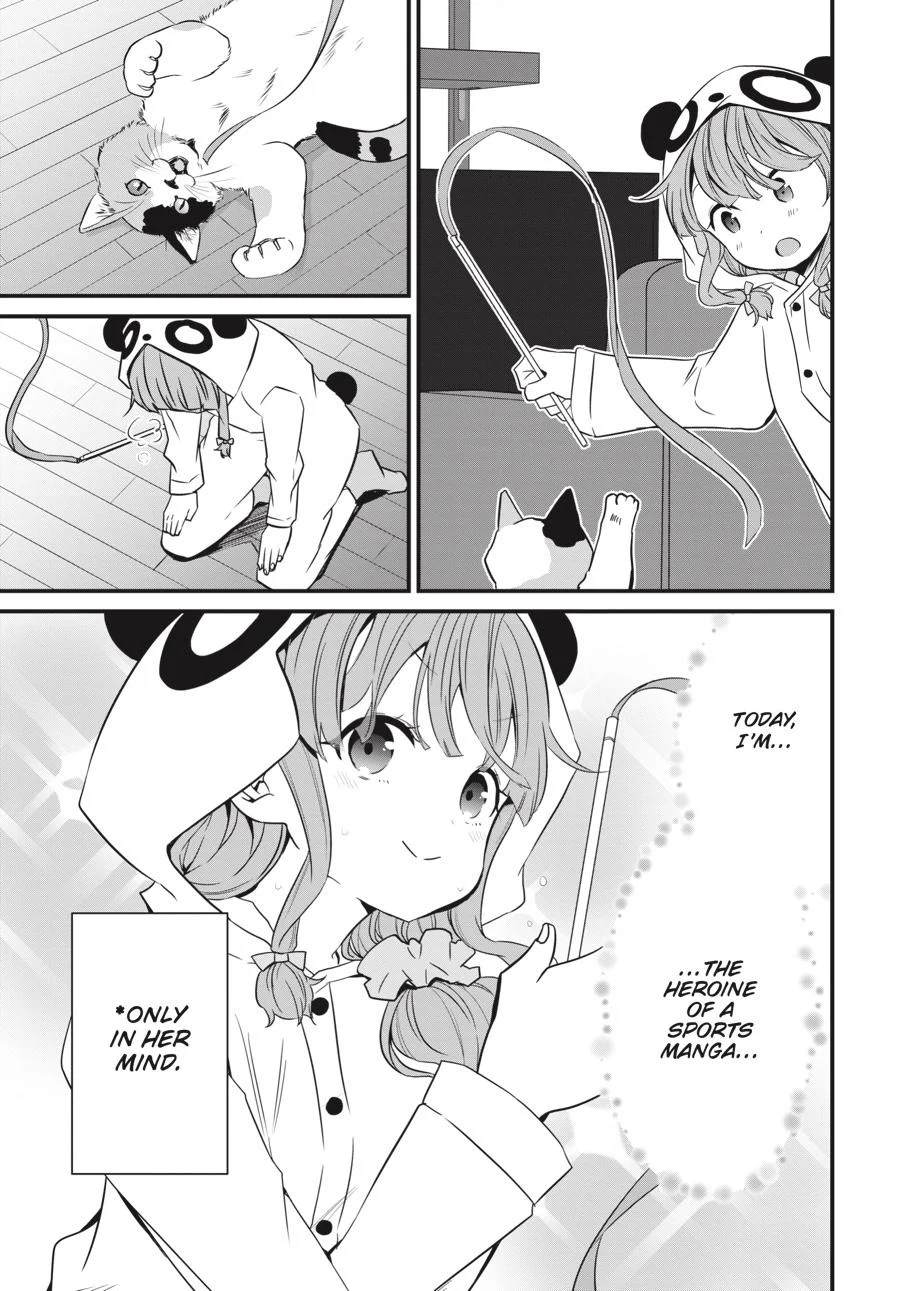 TODAY,
I'M...
...THE
HEROINE
OF A
SPORTS
MANGA...
*ONLY
IN HER
MIND.